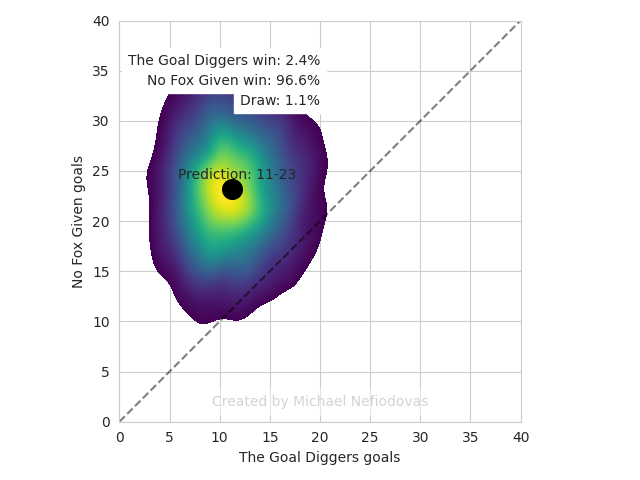 40
35
30
25
20
15
10
5
0
No Fox Given goals
The Goal Diggers win: 2.4%
No Fox Given win: 96.6%
Draw: 1.1%
Prediction: 11-23
Created by Michael Nefiodovas
0 5 10 15 20 25 30 35 40
The Goal Diggers goals